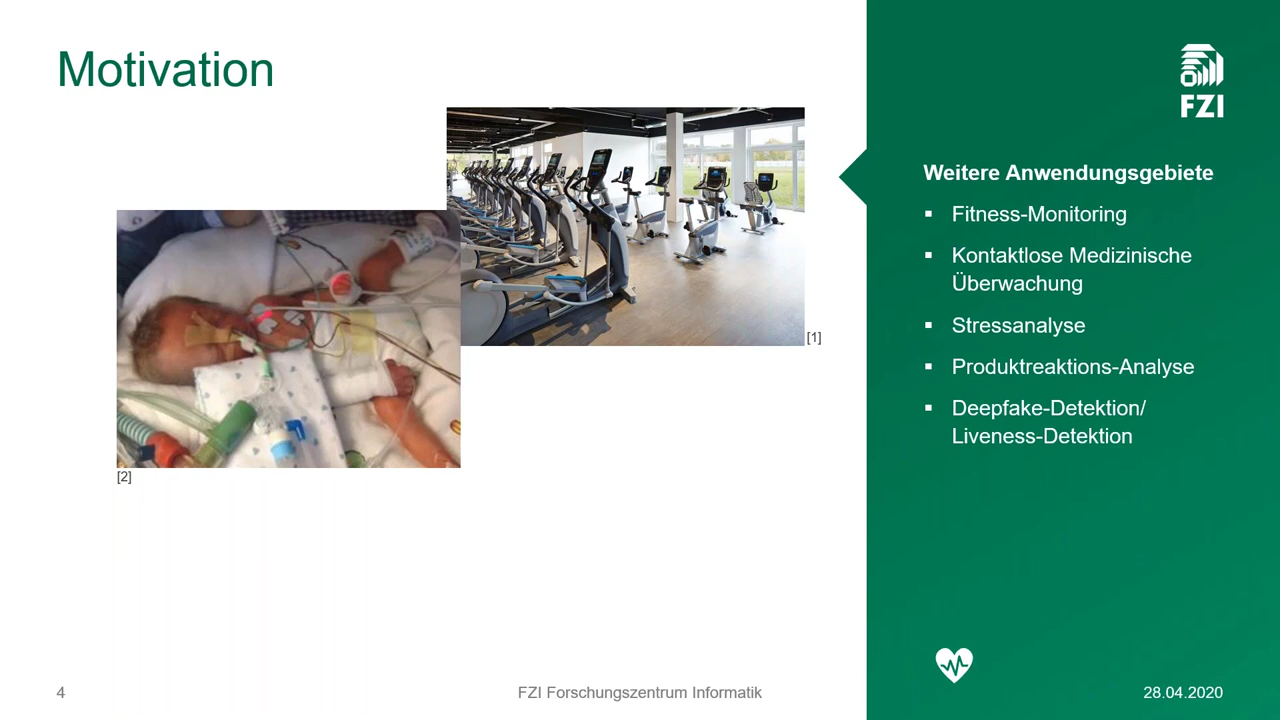 Motivation
FZI
[1]
[2]
Weitere Anwendungsgebiete
▪ Fitness-Monitoring
▪ Kontaktlose Medizinische
Überwachung
▪ Stressanalyse
▪ Produktreaktions-Analyse
▪ Deepfake-Detektion/
Liveness-Detektion
4
FZI Forschungszentrum Informatik
28.04.2020